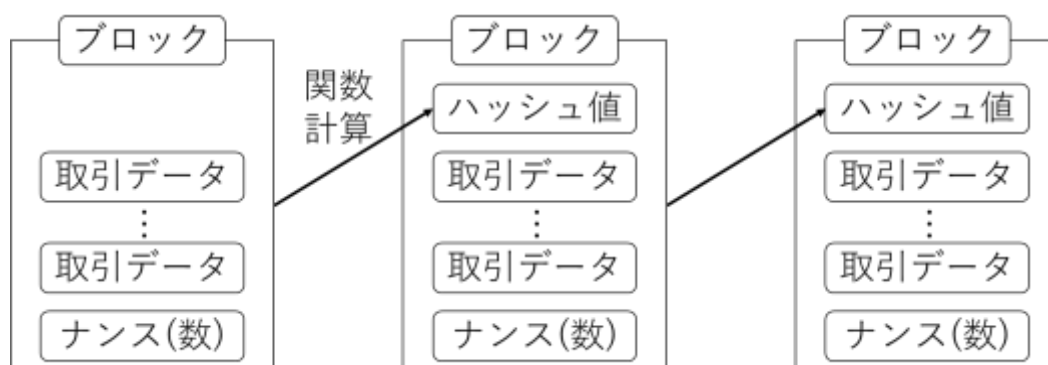 ブロック
取引データ
⋮
取引データ
ナンス(数)
関数
計算
ブロック
ハッシュ値
取引データ
⋮
取引データ
ナンス(数)
ブロック
ハッシュ値
取引データ
⋮
取引データ
ナンス(数)